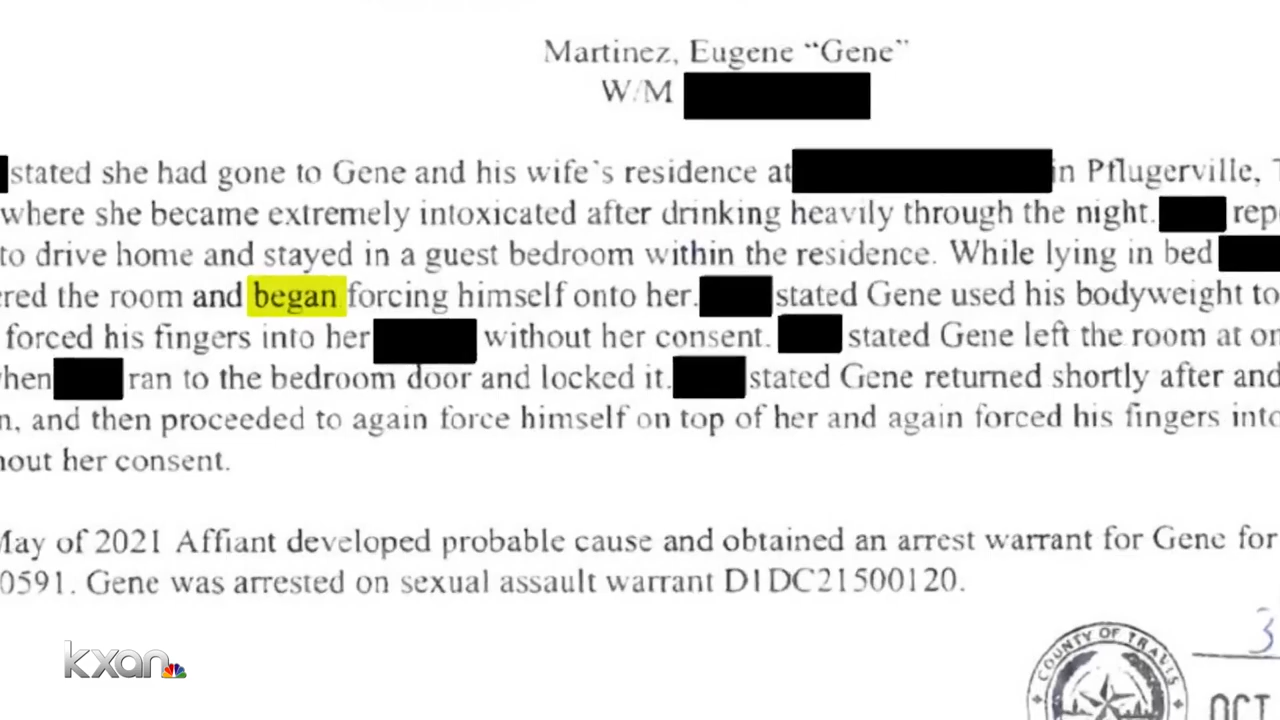 Martinez, Eugene “Gene”
W/M
stated she had gone to Gene and his wife's residence at in Pflugerville,
where she became extremely intoxicated after drinking heavily through the night. rep
to drive home and stayed in a guest bedroom within the residence. While lying in bed
ered the room and began forcing himself onto her. stated Gene used his bodyweight to
forced his fingers into her without her consent. stated Gene left the room at on
when ran to the bedroom door and locked it. stated Gene returned shortly after and
n, and then proceeded to again force himself on top of her and again forced his fingers into
hout her consent.
May of 2021 Affiant developed probable cause and obtained an arrest warrant for Gene for
0591. Gene was arrested on sexual assault warrant D1DC21500120.
kxan
COUNTY OF TRAVIS
3
OCT